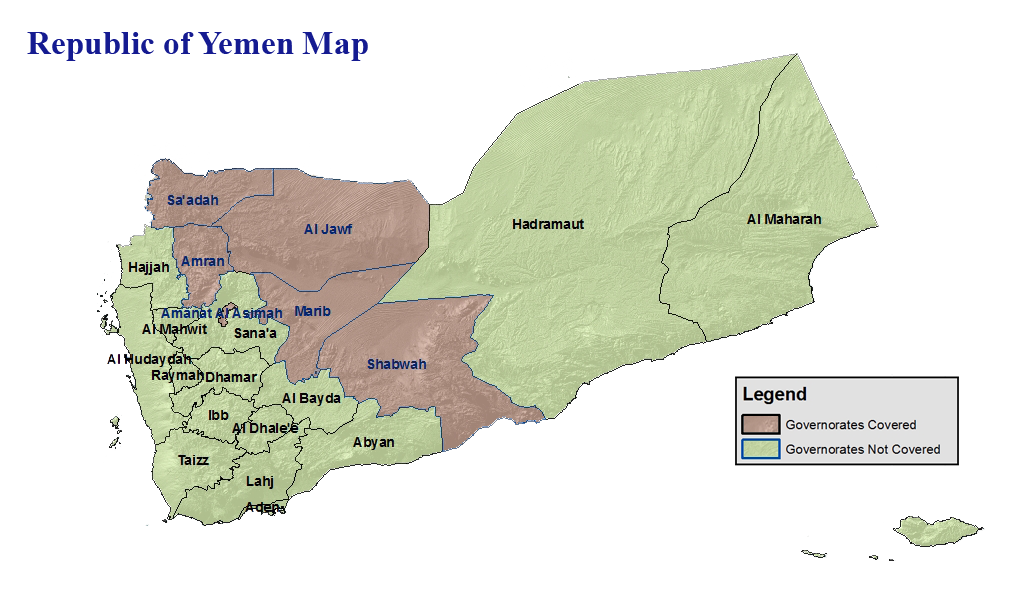 Republic of Yemen Map
Sa'adah
Al Jawf
Hadramaut
Al Maharah
Hajjah
Amran
Amanat Al Asimah
Marib
Al Mahwit
Sana'a
Al Hudaydah
Raymah
Dhamar
Shabwah
Al Bayda
Ibb
Al Dhale'e
Abyan
Taizz
Lahj
Aden
Legend
Governorates Covered
Governorates Not Covered